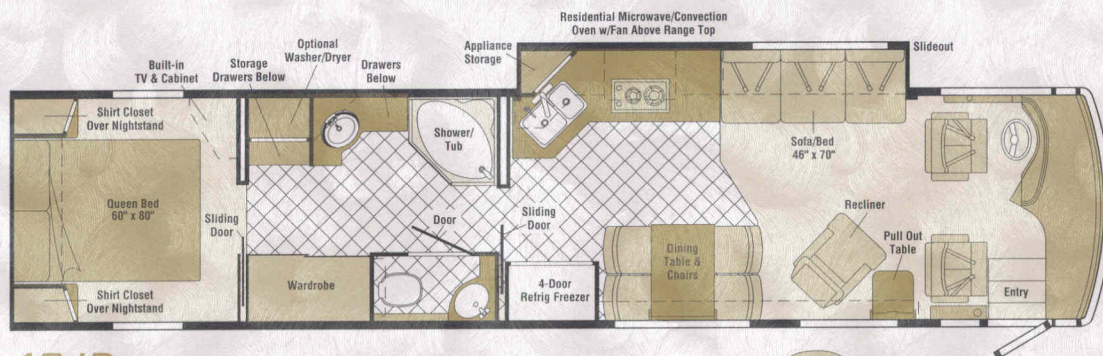 Residential Microwave/Convection
Oven w/Fan Above Range Top
Appliance
Storage
Slideout
Optional
Washer/Dryer
Storage
Drawers Below
Drawers
Below
Built-in
TV & Cabinet
Shirt Closet
Over Nightstand
Shower/
Tub
Sofa/Bed
46" x 70"
Queen Bed
60" x 80"
Sliding
Door
Door
Sliding
Door
Recliner
Pull Out
Table
Dining
Table &
Chairs
Wardrobe
4-Door
Refrig Freezer
Shirt Closet
Over Nightstand
Entry